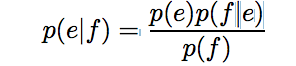 p(e|f) = p(e)p(f|e) / p(f)